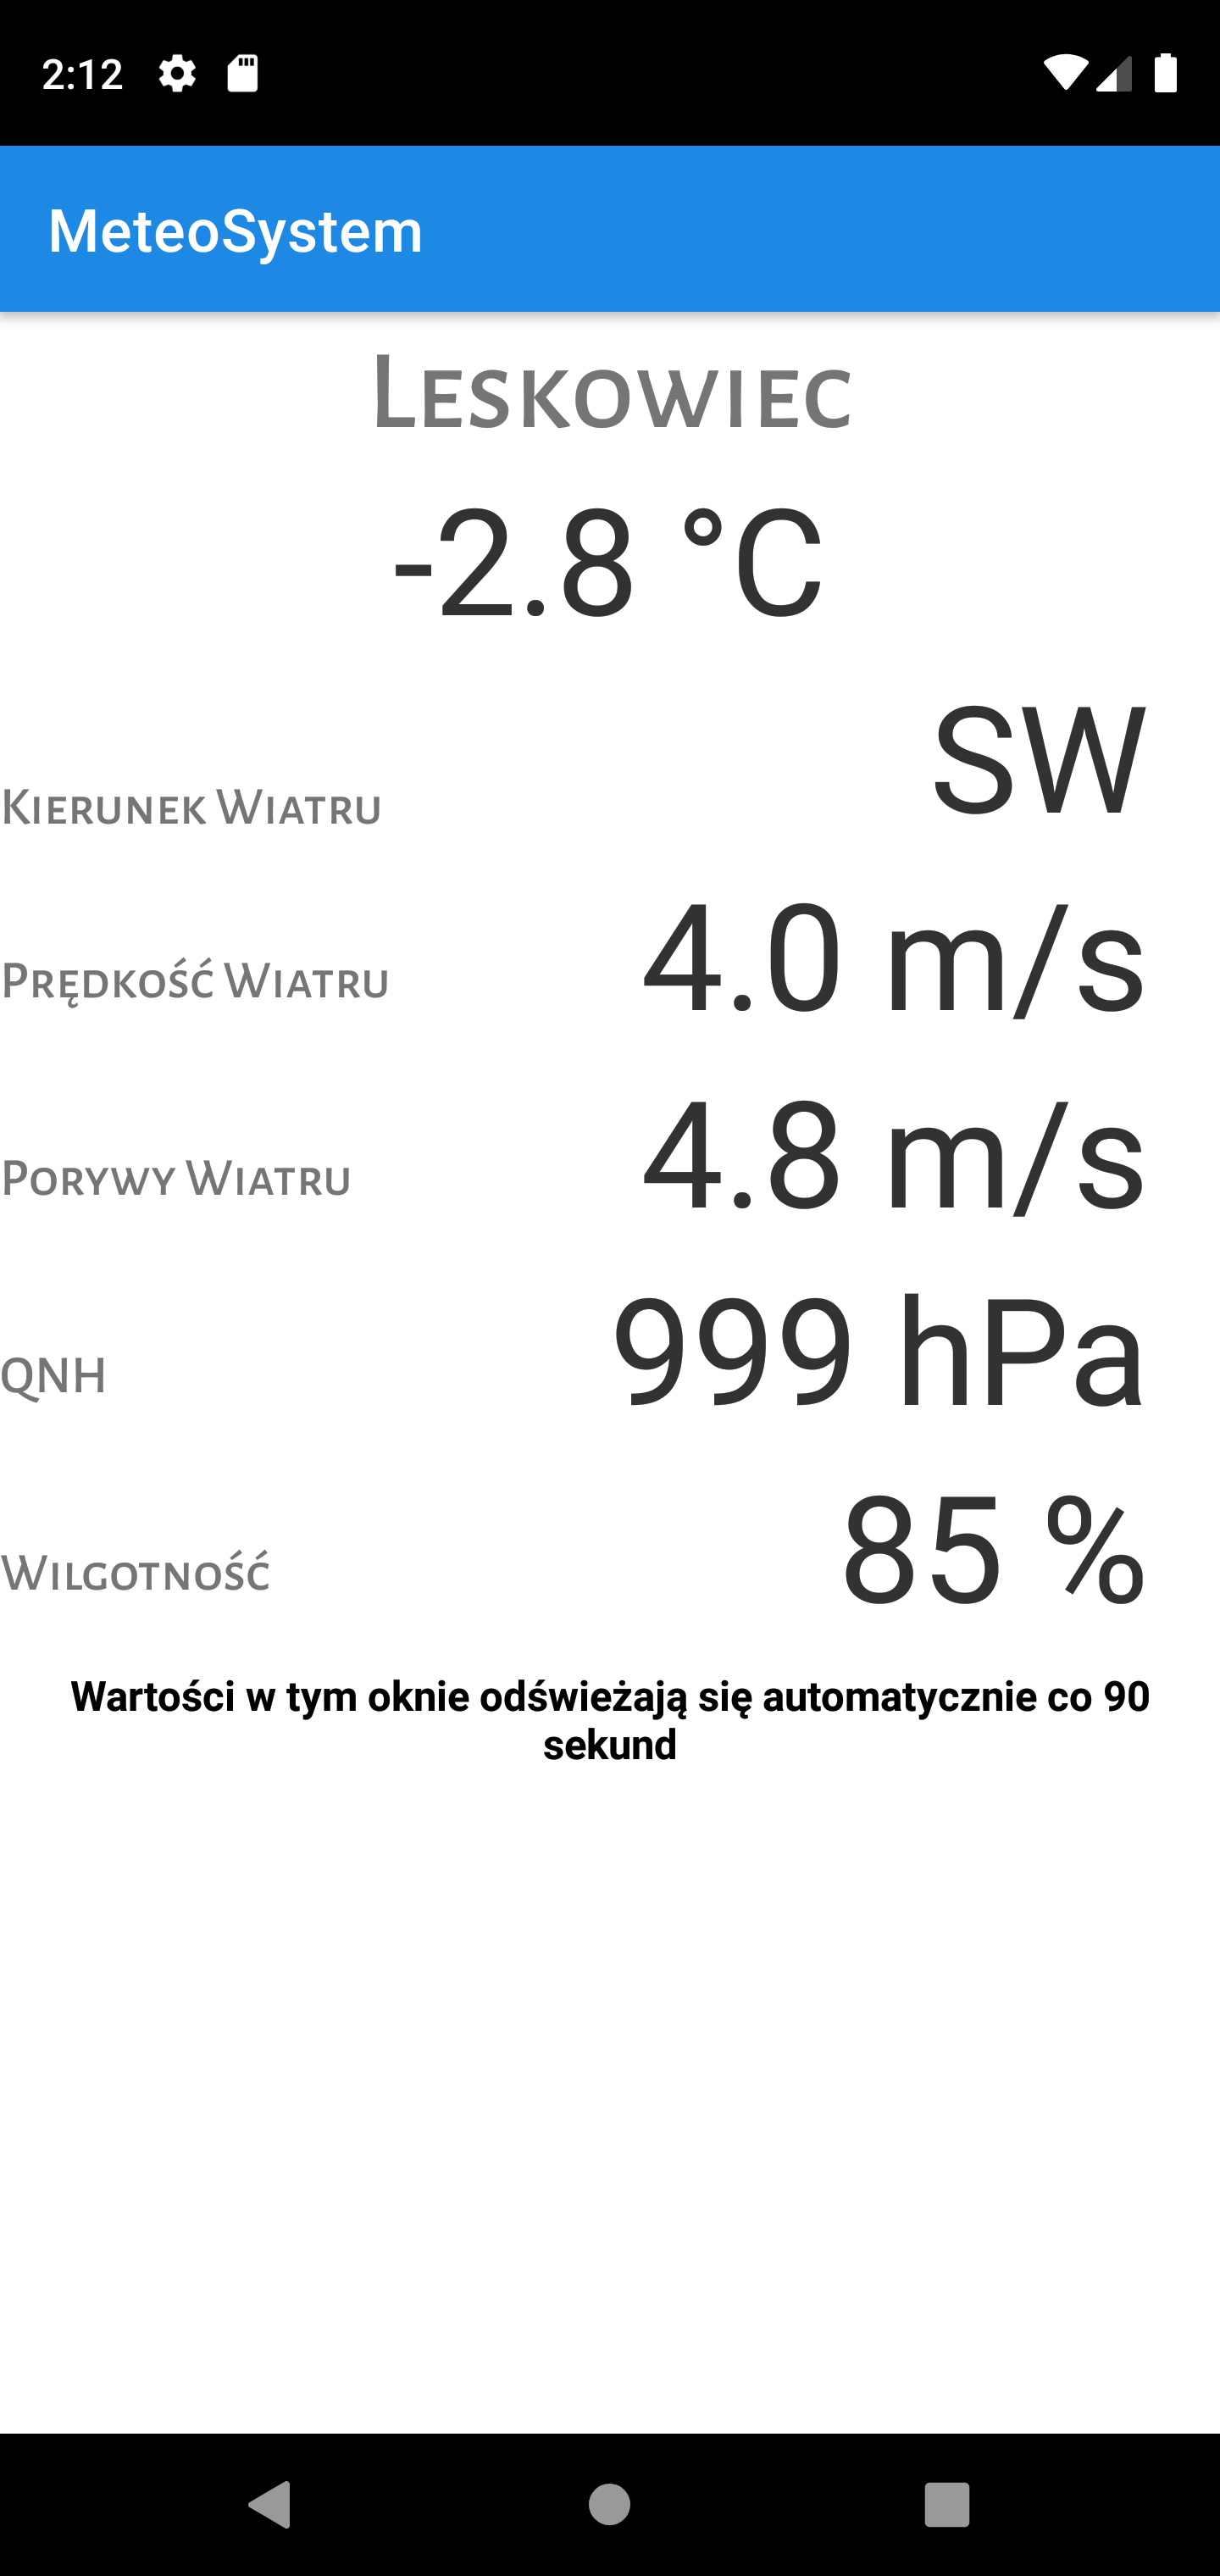 2:12
MeteoSystem
Leskowiec
-2.8 °C
Kierunek Wiatru
SW
Prędkość Wiatru
4.0 m/s
Porywy Wiatru
4.8 m/s
QNH
999 hPa
Wilgotność
85 %
Wartości w tym oknie odświeżają się automatycznie co 90
sekund